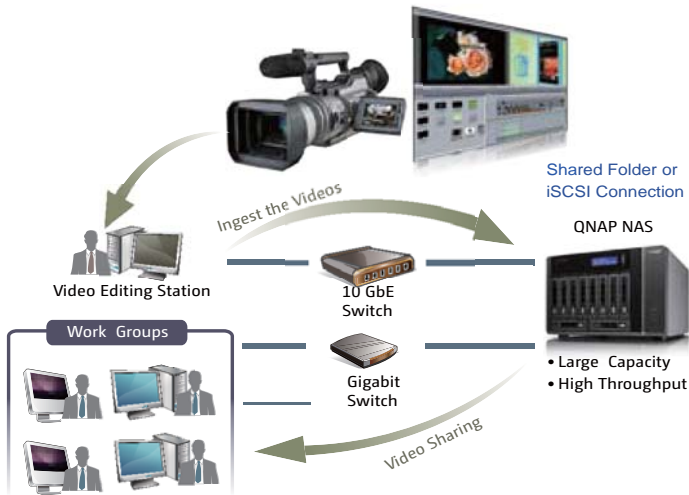 Shared Folder or
iSCSI Connection
QNAP NAS
Ingest the Videos
Video Editing Station
10 GbE
Switch
Work Groups
Gigabit
Switch
• Large Capacity
• High Throughput
Video Sharing